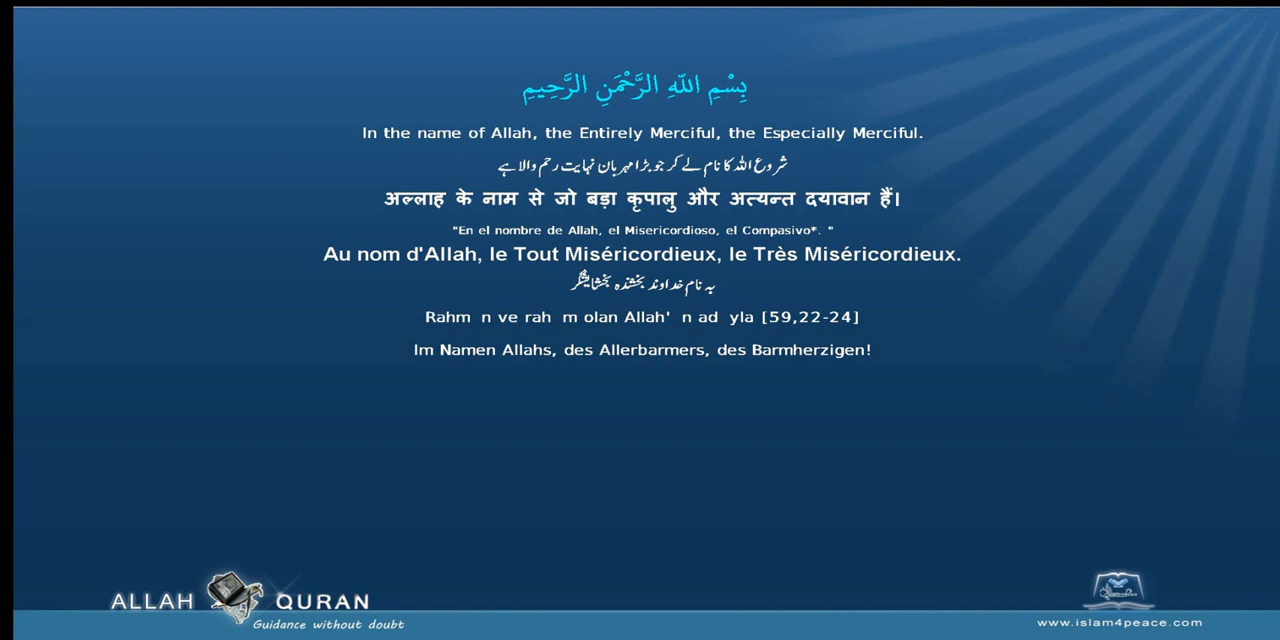 بِسْمِ اللّهِ الرَّحْمَنِ الرَّحِيمِ
In the name of Allah, the Entirely Merciful, the Especially Merciful.
شروع الله کا نام لے کر جو بڑا مہربان نہایت رحم والا ہے
अल्लाह के नाम से जो बड़ा कृपालु और अत्यन्त दयावान हैं।
"En el nombre de Allah, el Misericordioso, el Compasivo*. "
Au nom d'Allah, le Tout Miséricordieux, le Très Miséricordieux.
به نام خداوند بخشنده بخشایشگر
Rahm n ve rah m olan Allah' n ad yla [59,22-24]
Im Namen Allahs, des Allerbarmers, des Barmherzigen!
ALLAH QURAN
Guidance without doubt
www.islam4peace.com